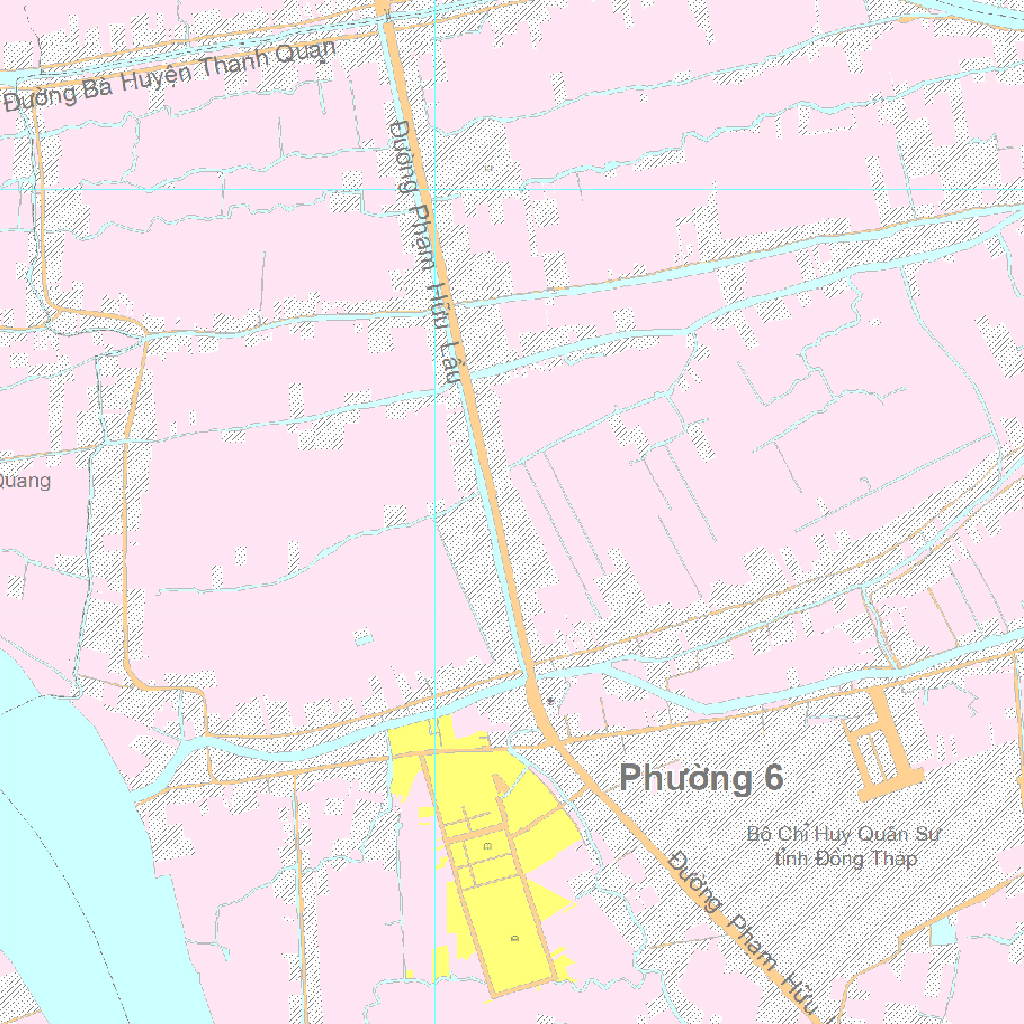 Đường Bà Huyện Thanh Quan
Đường Phạm Hữu Lầu
Quang
Phường 6
Bộ Chỉ Huy Quân Sự
tỉnh Đồng Tháp
Đường Phạm Hữu